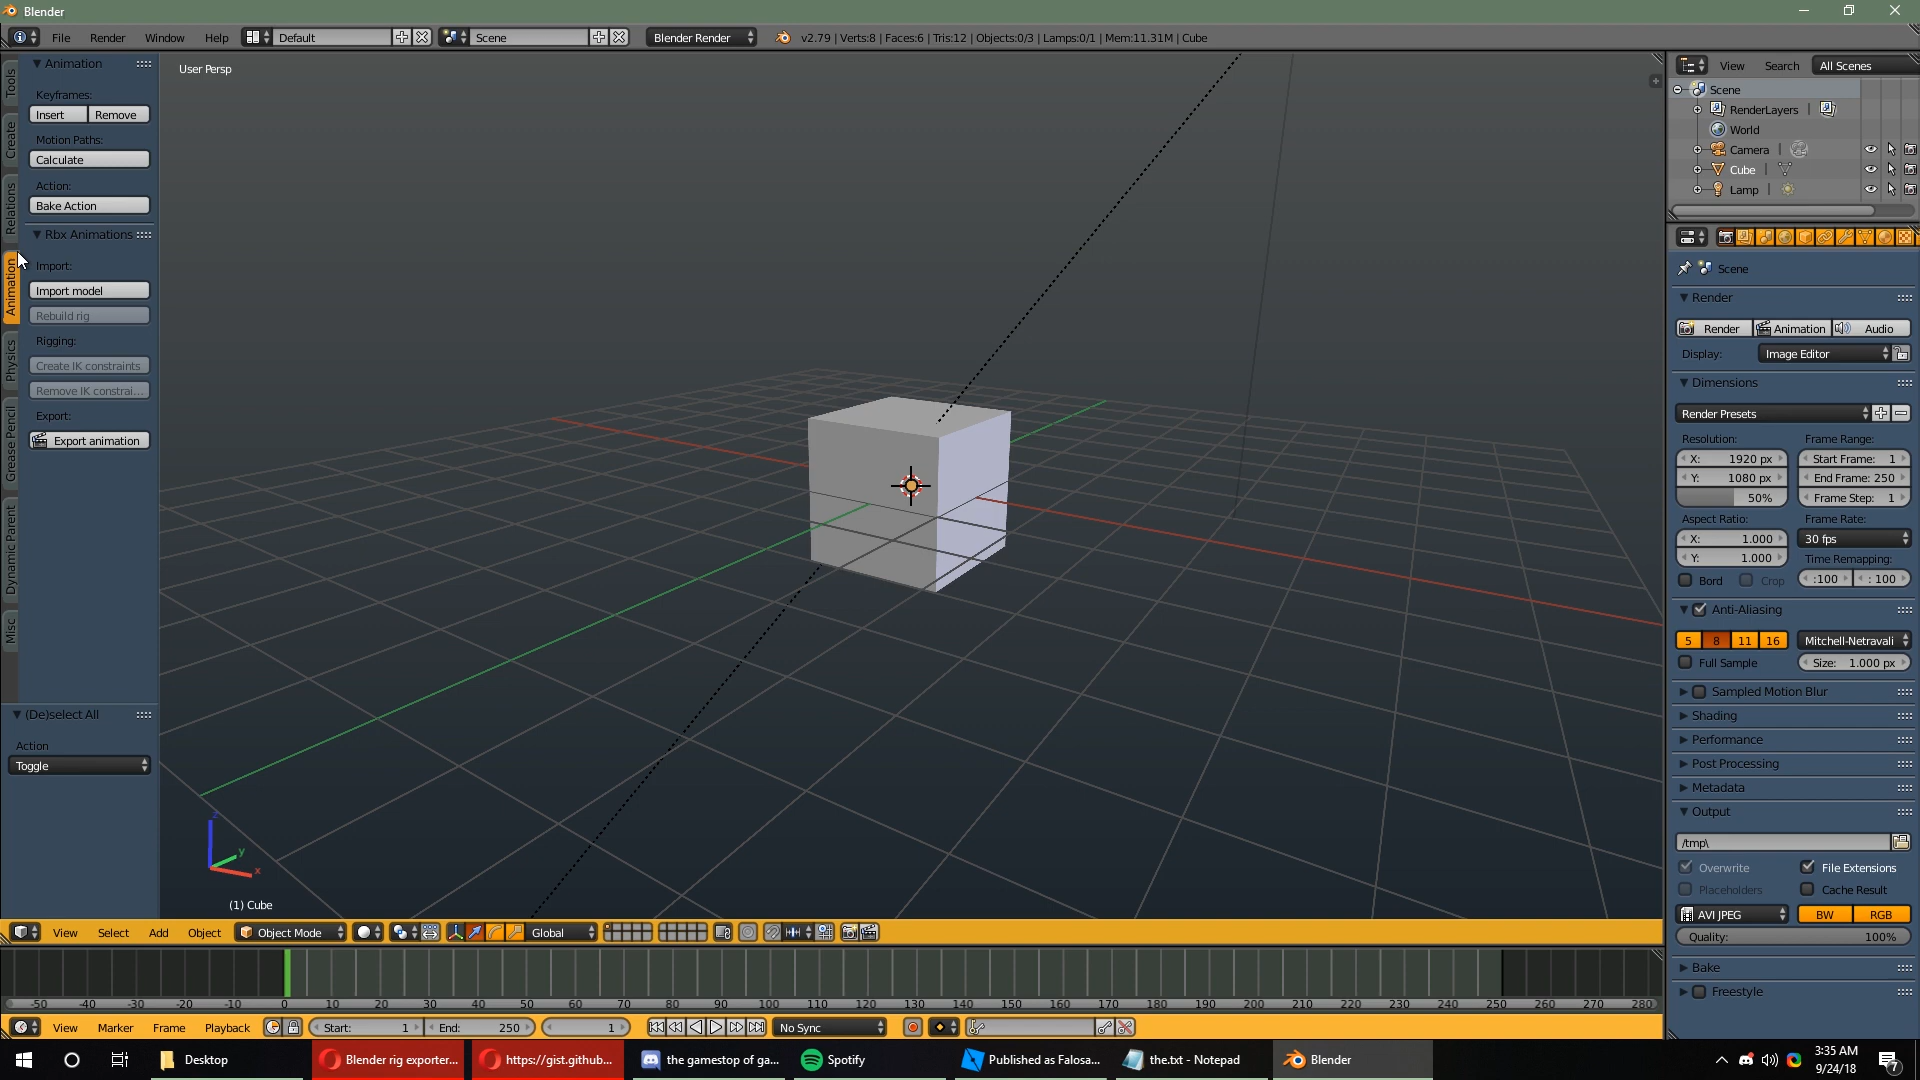 Blender
File Render Window Help Default Scene Blender Render v2.79 | Verts:8 | Faces:6 | Tris:12 | Objects:0/3 | Lamps:0/1 | Mem:11.31M | Cube
Tools
Create
Relations
Animation
Physics
Grease Pencil
Dynamic Parent
Misc
Animation
Keyframes:
Insert Remove
Motion Paths:
Calculate
Action:
Bake Action
Rbx Animations
Import:
Import model
Rebuild rig
Rigging:
Create IK constraints
Remove IK constrai...
Export:
Export animation
(De)select All
Action
Toggle
User Persp
z
y
x
(1) Cube
View Select Add Object Object Mode Global
-50 -40 -30 -20 -10 0 10 20 30 40 50 60 70 80 90 100 110 120 130 140 150 160 170 180 190 200 210 220 230 240 250 260 270 280
View Marker Frame Playback Start: 1 End: 250 1 No Sync
View Search All Scenes
Scene
RenderLayers |
World
Camera |
Cube |
Lamp |
Scene
Render
Render Animation Audio
Display: Image Editor
Dimensions
Render Presets
Resolution: Frame Range:
X: 1920 px Start Frame: 1
Y: 1080 px End Frame: 250
50% Frame Step: 1
Aspect Ratio: Frame Rate:
X: 1.000 30 fps
Y: 1.000 Time Remapping:
Bord Crop :100 : 100
Anti-Aliasing
5 8 11 16 Mitchell-Netravali
Full Sample Size: 1.000 px
Sampled Motion Blur
Shading
Performance
Post Processing
Metadata
Output
/tmp\
Overwrite File Extensions
Placeholders Cache Result
AVI JPEG BW RGB
Quality: 100%
Bake
Freestyle
Desktop Blender rig exporter... https://gist.github... the gamestop of ga... Spotify Published as Falosa... the.txt - Notepad Blender
3:35 AM
9/24/18
7